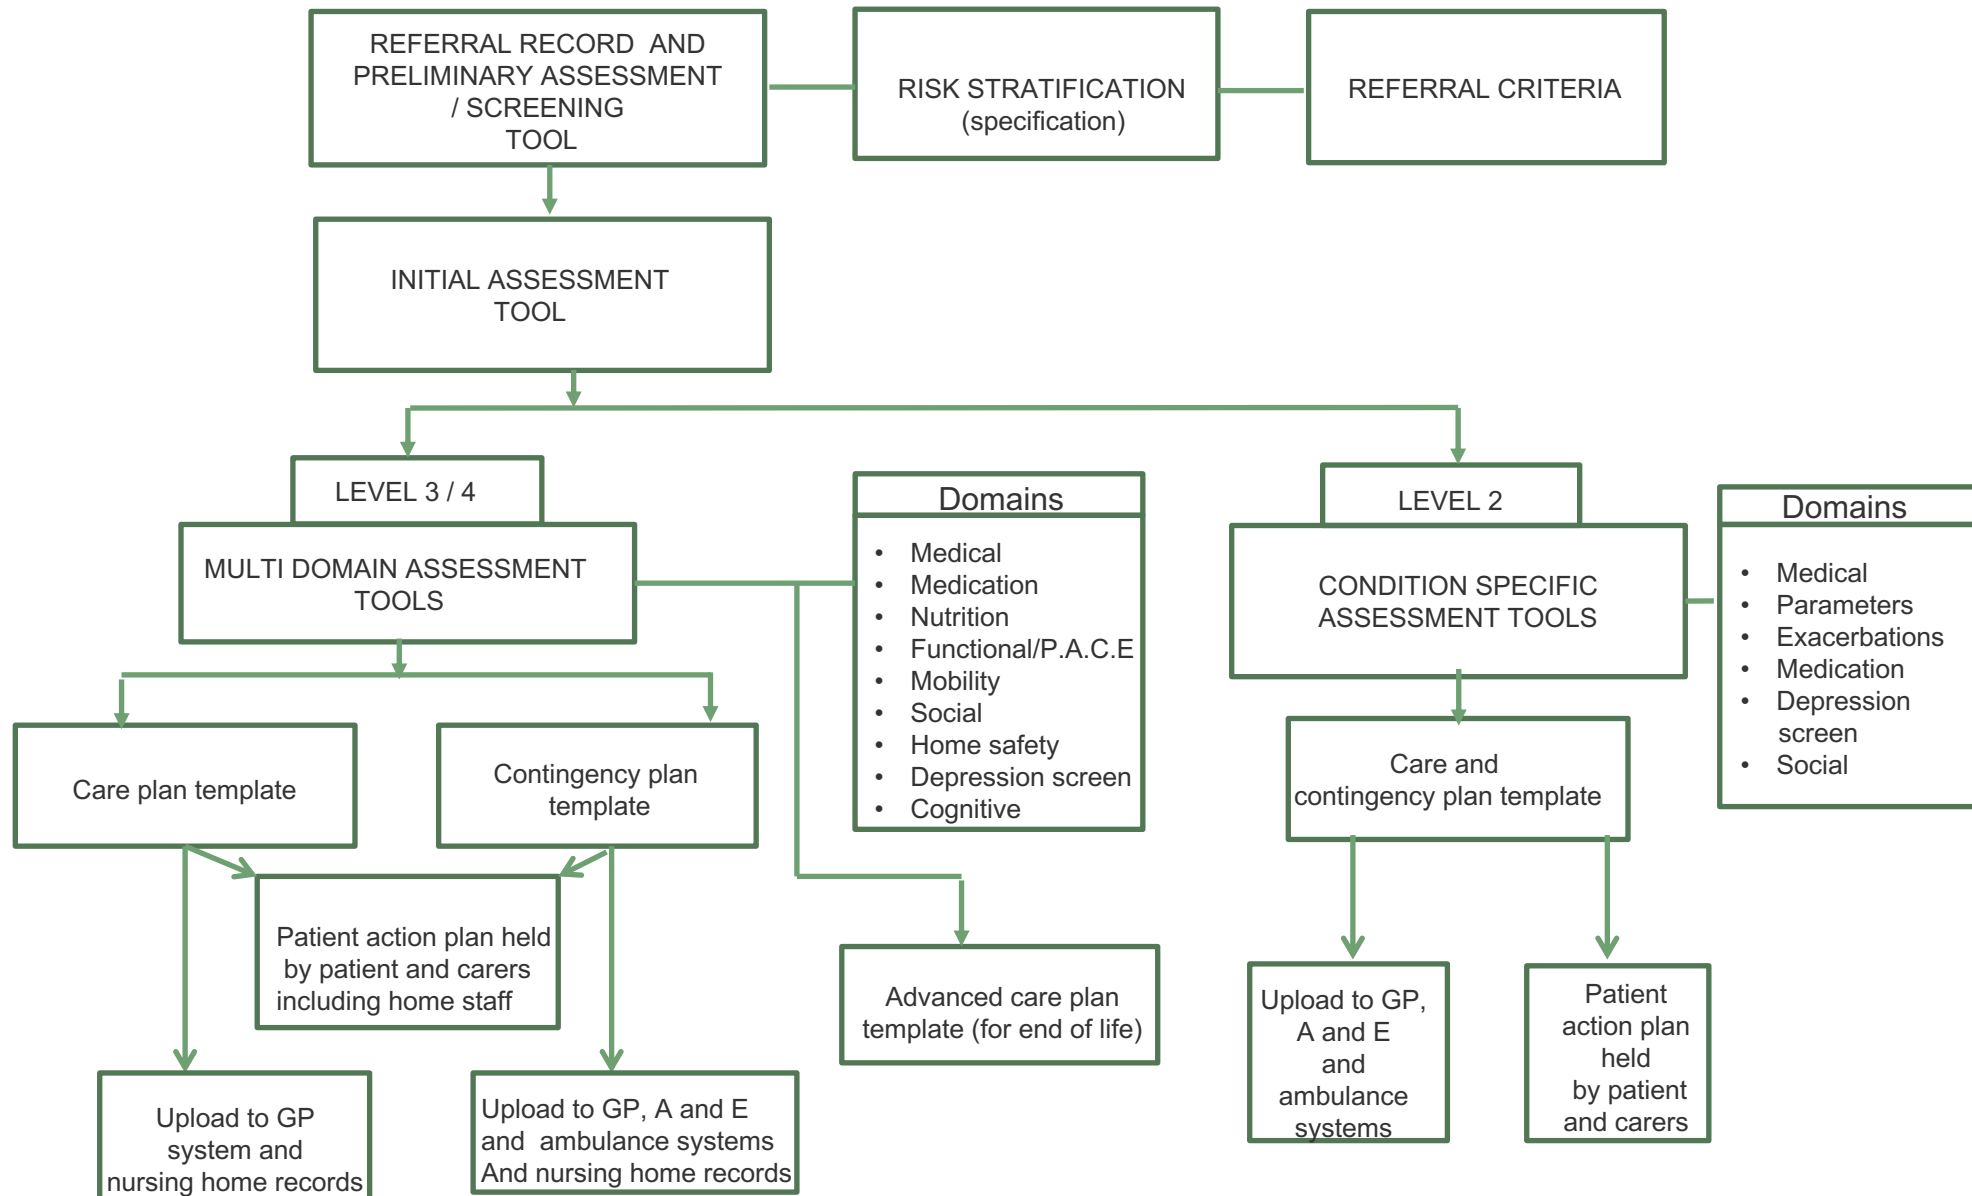 REFERRAL RECORD AND
PRELIMINARY ASSESSMENT
/ SCREENING
TOOL
RISK STRATIFICATION
(specification)
REFERRAL CRITERIA
INITIAL ASSESSMENT
TOOL
LEVEL 3 / 4
MULTI DOMAIN ASSESSMENT
TOOLS
Domains
• Medical
• Medication
• Nutrition
• Functional/P.A.C.E
• Mobility
• Social
• Home safety
• Depression screen
• Cognitive
LEVEL 2
CONDITION SPECIFIC
ASSESSMENT TOOLS
Domains
• Medical
• Parameters
• Exacerbations
• Medication
• Depression
screen
• Social
Care plan template
Contingency plan
template
Care and
contingency plan template
Patient action plan held
by patient and carers
including home staff
Advanced care plan
template (for end of life)
Upload to GP,
A and E
and
ambulance
systems
Patient
action plan
held
by patient
and carers
Upload to GP
system and
nursing home records
Upload to GP, A and E
and ambulance systems
And nursing home records